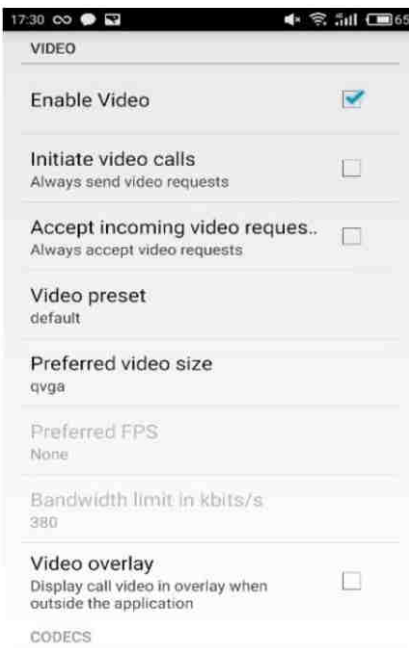 17:30 65
VIDEO
Enable Video
Initiate video calls
Always send video requests
Accept incoming video reques..
Always accept video requests
Video preset
default
Preferred video size
qvga
Preferred FPS
None
Bandwidth limit in kbits/s
380
Video overlay
Display call video in overlay when
outside the application
CODECS